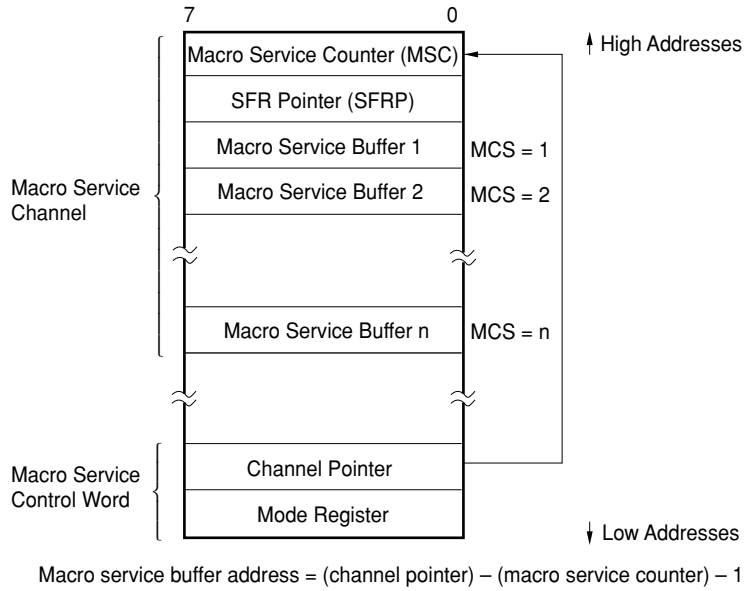 7 0
↑ High Addresses
Macro Service Counter (MSC)
SFR Pointer (SFRP)
Macro Service Buffer 1 MCS = 1
Macro Service Channel
Macro Service Buffer 2 MCS = 2
Macro Service Buffer n MCS = n
Macro Service Control Word
Channel Pointer
Mode Register
↓ Low Addresses
Macro service buffer address = (channel pointer) – (macro service counter) – 1